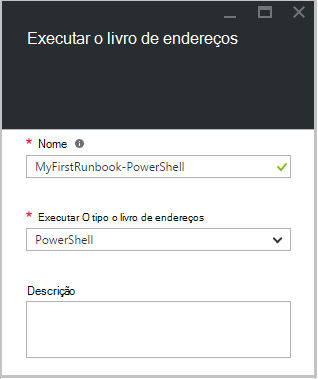 Executar o livro de endereços
* Nome
MyFirstRunbook-PowerShell
* Executar O tipo o livro de endereços
PowerShell
Descrição